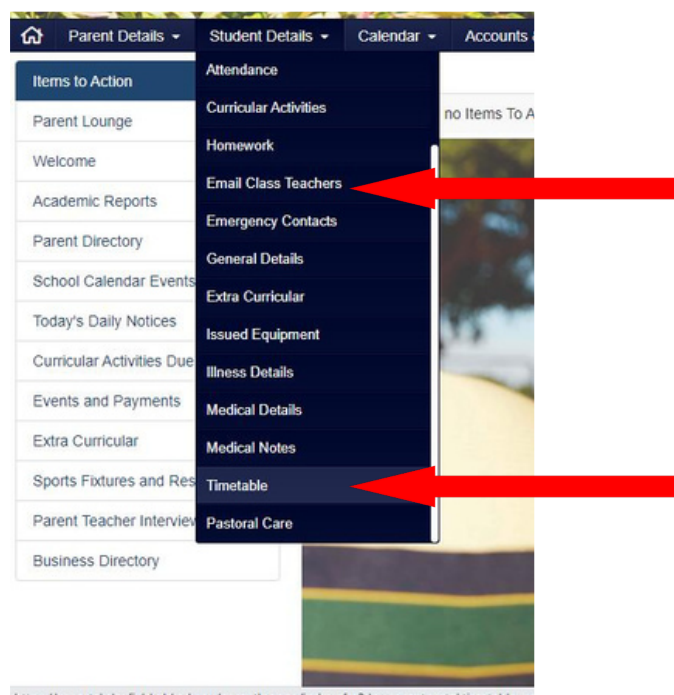 Parent Details
Student Details
Calendar
Accounts
Items to Action
Parent Lounge
Welcome
Academic Reports
Parent Directory
School Calendar Events
Today's Daily Notices
Curricular Activities Due
Events and Payments
Extra Curricular
Sports Fixtures and Res
Parent Teacher Interview
Business Directory
Attendance
Curricular Activities
Homework
Email Class Teachers
Emergency Contacts
General Details
Extra Curricular
Issued Equipment
Illness Details
Medical Details
Medical Notes
Timetable
Pastoral Care
no Items To A